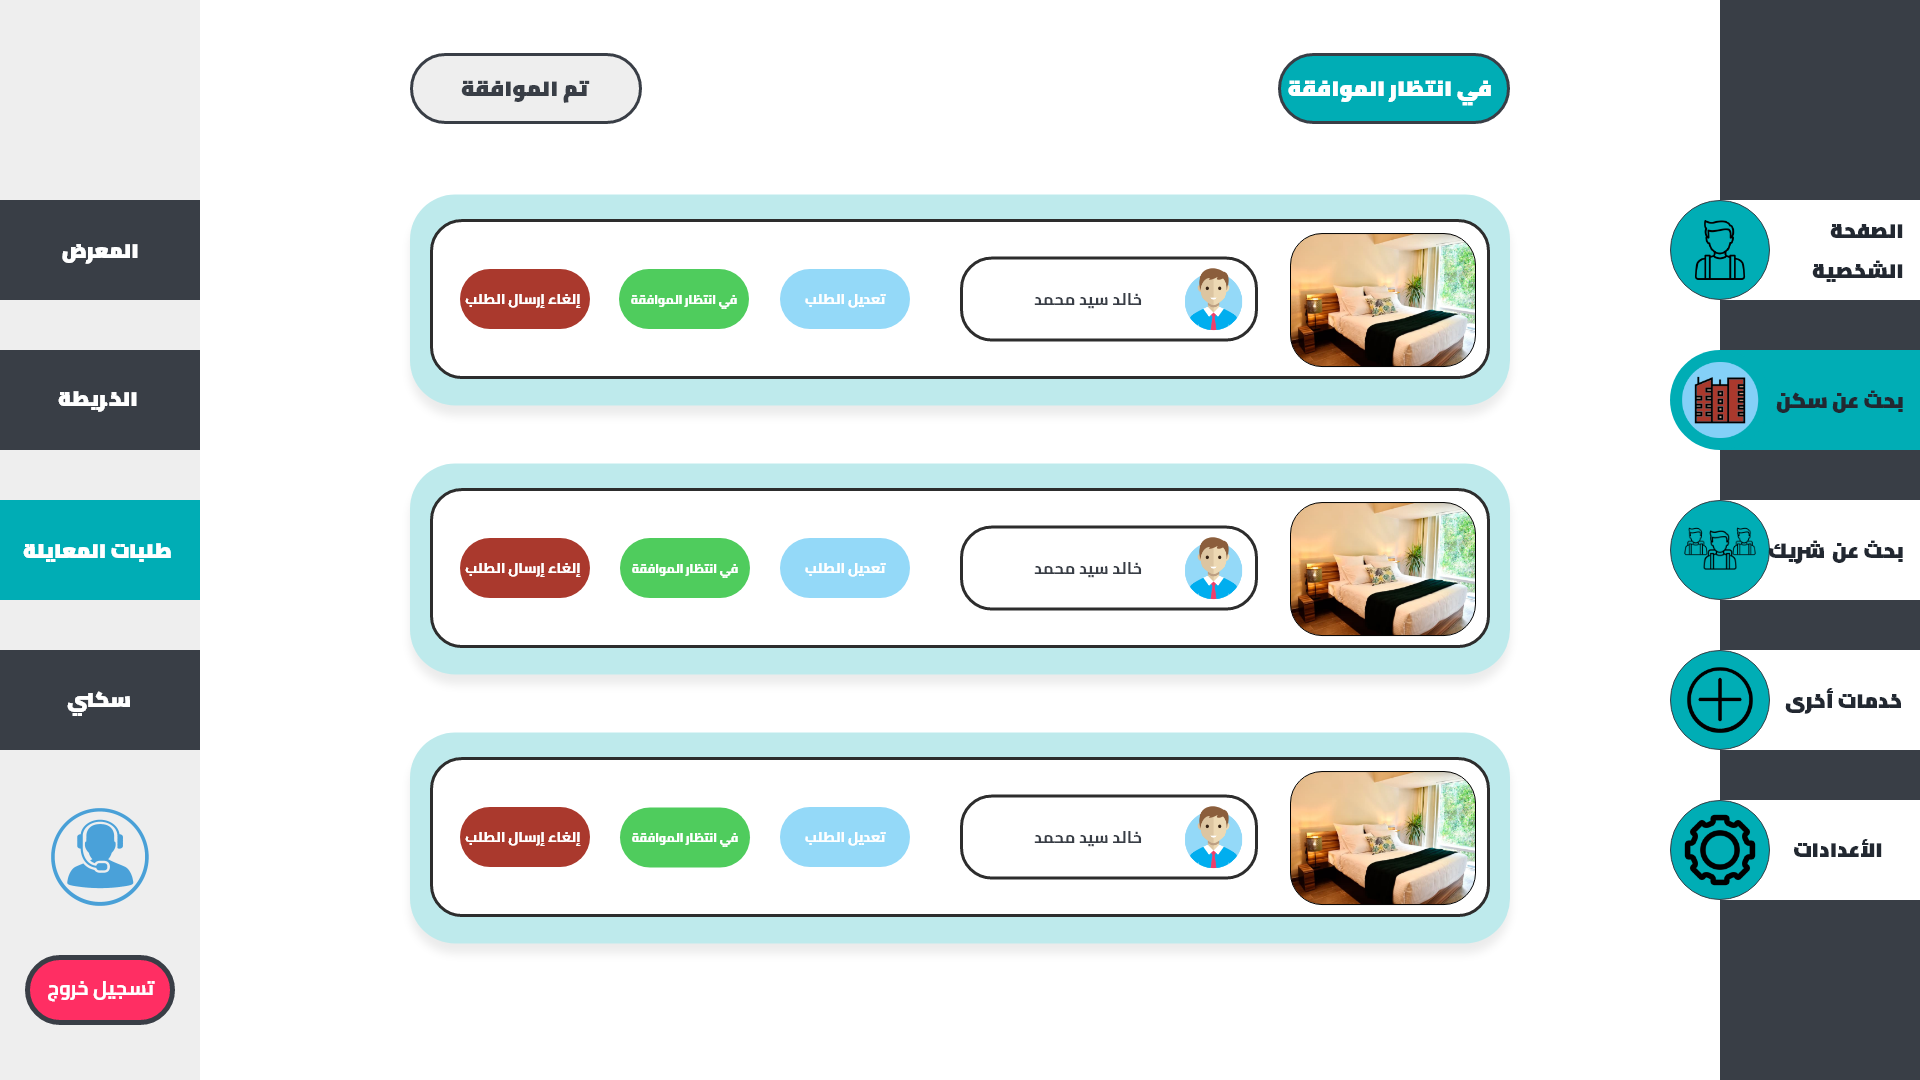 في انتظار الموافقة
تم الموافقة
الصفحة
الشخصية
بحث عن سكن
بحث عن شريك
خدمات أخرى
الأعدادات
خالد سيد محمد
تعديل الطلب
في انتظار الموافقة
إلغاء إرسال الطلب
خالد سيد محمد
تعديل الطلب
في انتظار الموافقة
إلغاء إرسال الطلب
خالد سيد محمد
تعديل الطلب
في انتظار الموافقة
إلغاء إرسال الطلب
المعرض
الخريطة
طلبات المعايلة
سكني
تسجيل خروج